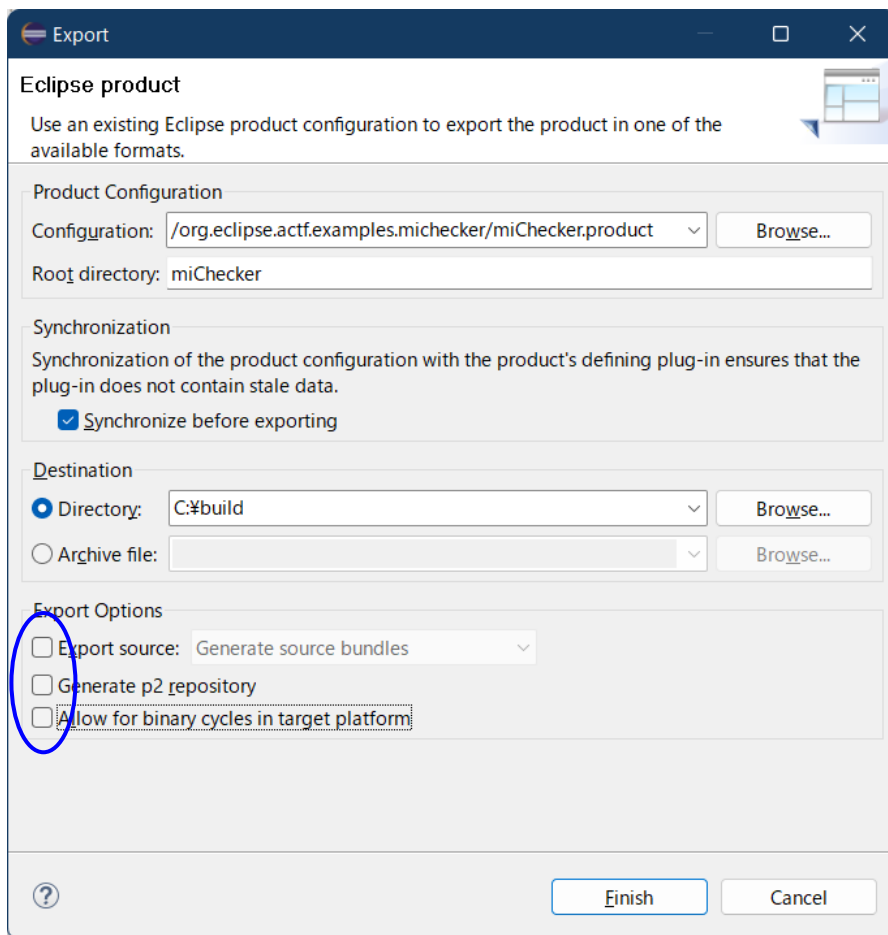 Export
Eclipse product
Use an existing Eclipse product configuration to export the product in one of the
available formats.
Product Configuration
Configuration: /org.eclipse.actf.examples.michecker/miChecker.product Browse...
Root directory: miChecker
Synchronization
Synchronization of the product configuration with the product's defining plug-in ensures that the
plug-in does not contain stale data.
Synchronize before exporting
Destination
Directory: C:¥build Browse...
Archive file: Browse...
Export Options
Export source: Generate source bundles
Generate p2 repository
Allow for binary cycles in target platform
? Finish Cancel